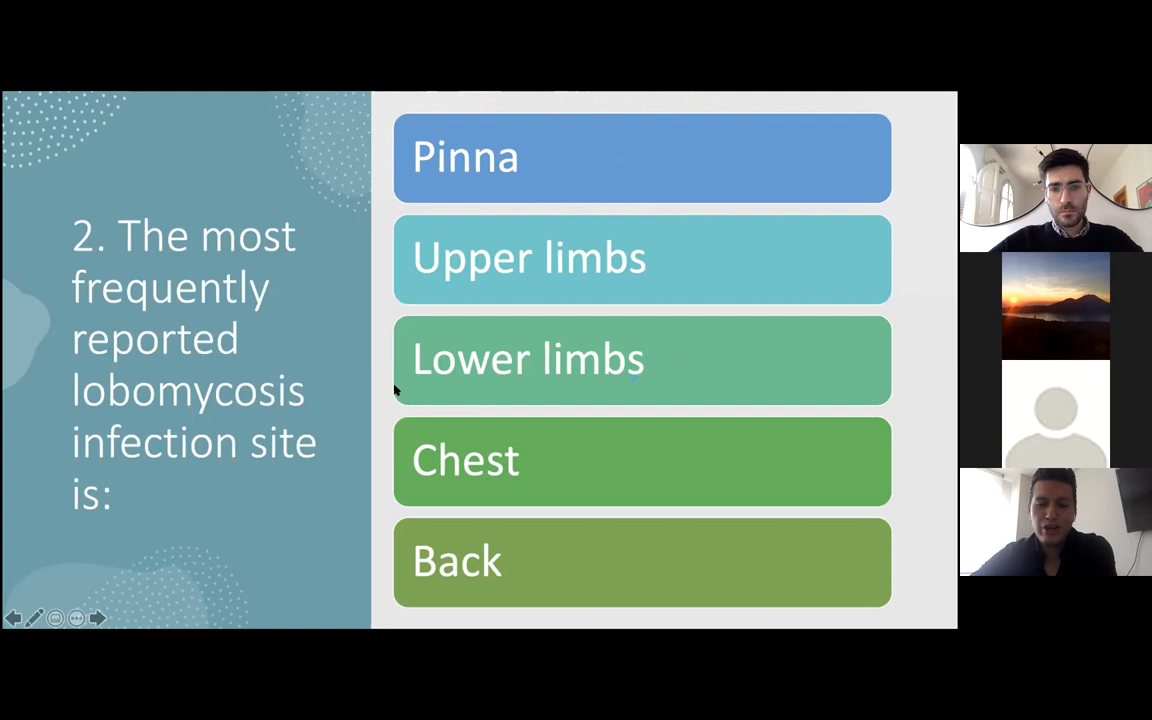 2. The most
frequently
reported
lobomycosis
infection site
is:
Pinna
Upper limbs
Lower limbs
Chest
Back